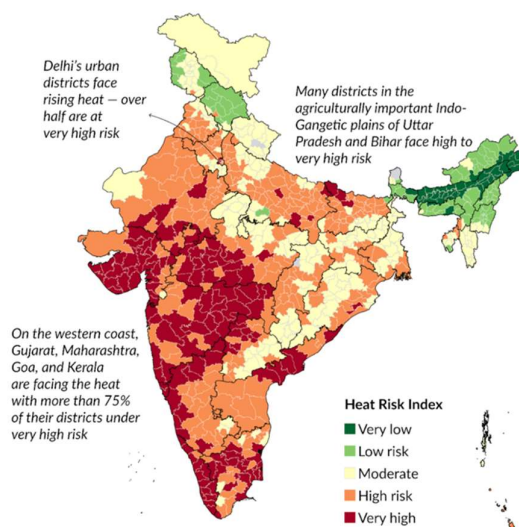 Delhi's urban
districts face
rising heat — over
half are at
very high risk
Many districts in the
agriculturally important Indo-
Gangetic plains of Uttar
Pradesh and Bihar face high to
very high risk
On the western coast,
Gujarat, Maharashtra,
Goa, and Kerala
are facing the heat
with more than 75%
of their districts under
very high risk
Heat Risk Index
Very low
Low risk
Moderate
High risk
Very high